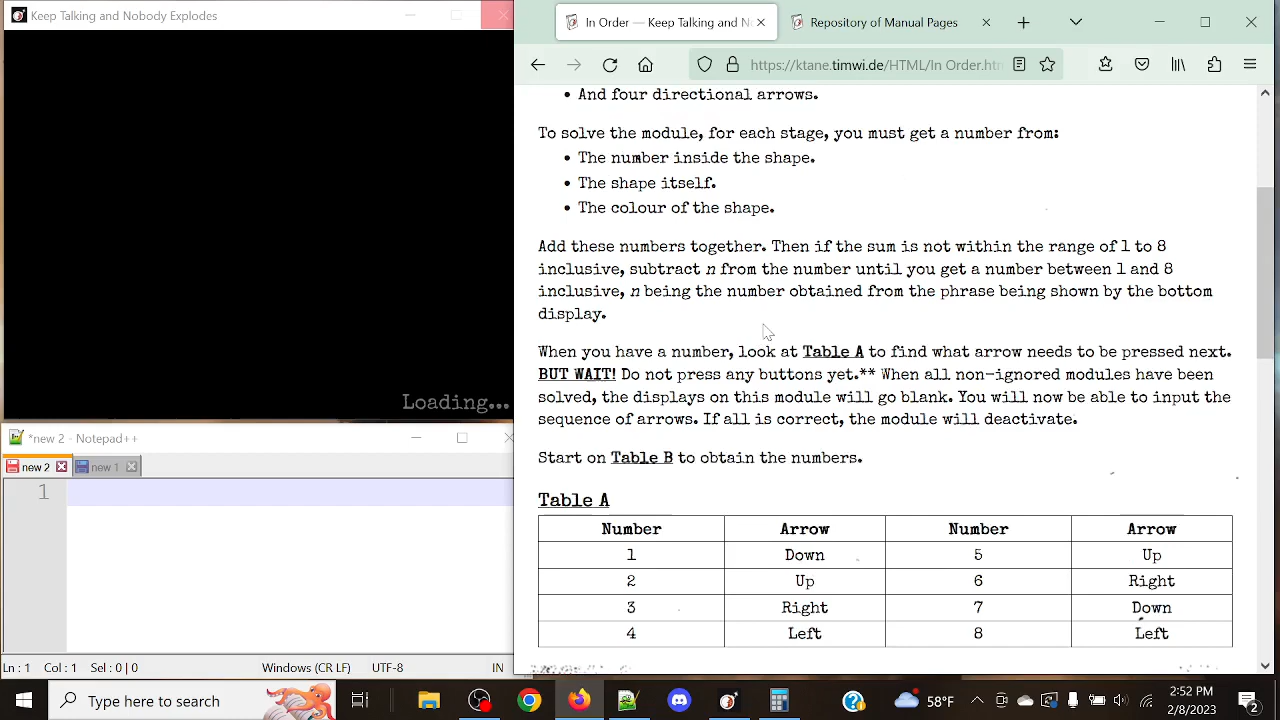 Keep Talking and Nobody Explodes
Loading...
*new 2 - Notepad++
new 2
new 1
1
Ln : 1 Col : 1 Sel : 0 | 0 Windows (CR LF) UTF-8 IN
In Order — Keep Talking and No
Repository of Manual Pages
https://ktane.timwi.de/HTML/In Order.htm
And four directional arrows.
To solve the module, for each stage, you must get a number from:
The number inside the shape.
The shape itself.
The colour of the shape.
Add these numbers together. Then if the sum is not within the range of 1 to 8
inclusive, subtract n from the number until you get a number between 1 and 8
inclusive, n being the number obtained from the phrase being shown by the bottom
display.
When you have a number, look at Table A to find what arrow needs to be pressed next.
BUT WAIT! Do not press any buttons yet.** When all non-ignored modules have been
solved, the displays on this module will go blank. You will now be able to input the
sequence of arrows. If all is correct, the module will deactivate.
Start on Table B to obtain the numbers.
Table A
Number Arrow Number Arrow
1 Down 5 Up
2 Up 6 Right
3 Right 7 Down
4 Left 8 Left
Type here to search
58°F
2:52 PM
2/8/2023
2